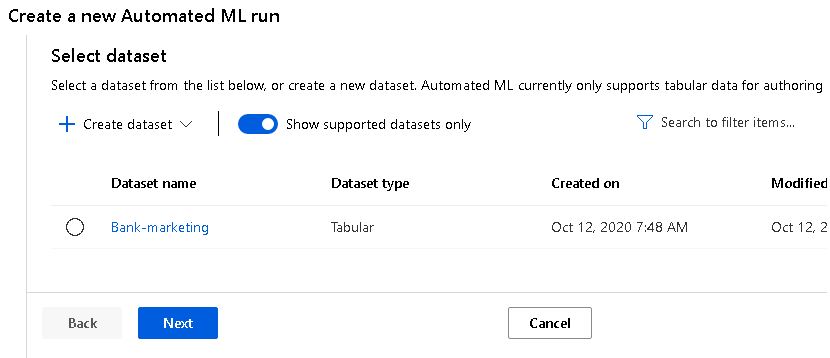 Create a new Automated ML run
Select dataset
Select a dataset from the list below, or create a new dataset. Automated ML currently only supports tabular data for authoring
Create dataset Show supported datasets only Search to filter items...
Dataset name Dataset type Created on Modified
Bank-marketing Tabular Oct 12, 2020 7:48 AM Oct 12, 2
Back Next Cancel